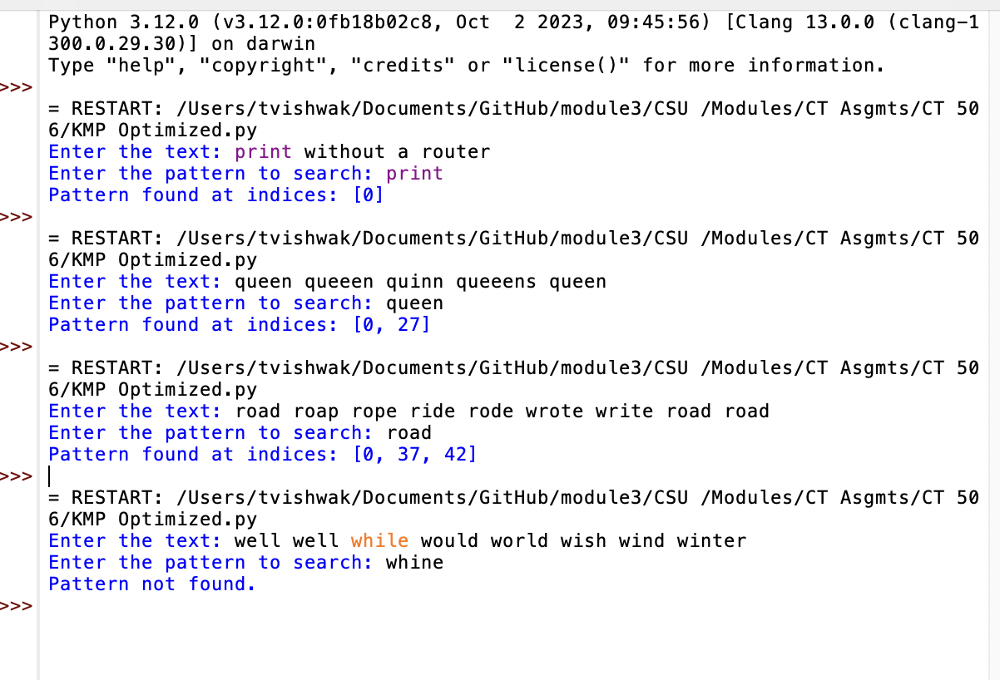 Python 3.12.0 (v3.12.0:0fb18b02c8, Oct  2 2023, 09:45:56) [Clang 13.0.0 (clang-1
300.0.29.30)] on darwin
Type "help", "copyright", "credits" or "license()" for more information.
>>>
= RESTART: /Users/tvishwak/Documents/GitHub/module3/CSU /Modules/CT Asgmts/CT 50
6/KMP Optimized.py
Enter the text: print without a router
Enter the pattern to search: print
Pattern found at indices: [0]
>>>
= RESTART: /Users/tvishwak/Documents/GitHub/module3/CSU /Modules/CT Asgmts/CT 50
6/KMP Optimized.py
Enter the text: queen queeen quinn queeens queen
Enter the pattern to search: queen
Pattern found at indices: [0, 27]
>>>
= RESTART: /Users/tvishwak/Documents/GitHub/module3/CSU /Modules/CT Asgmts/CT 50
6/KMP Optimized.py
Enter the text: road roap rope ride rode wrote write road road
Enter the pattern to search: road
Pattern found at indices: [0, 37, 42]
>>>
= RESTART: /Users/tvishwak/Documents/GitHub/module3/CSU /Modules/CT Asgmts/CT 50
6/KMP Optimized.py
Enter the text: well well while would world wish wind winter
Enter the pattern to search: whine
Pattern not found.
>>>